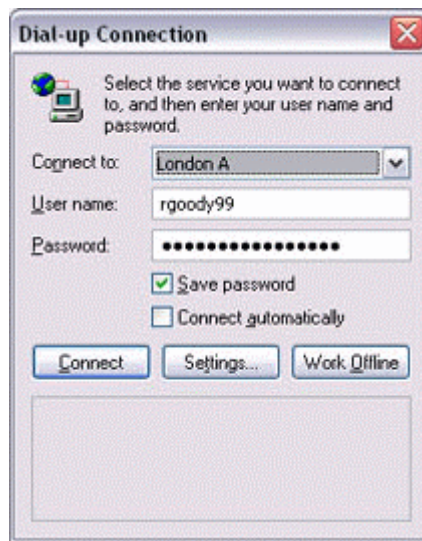 Dial-up Connection
Select the service you want to connect
to, and then enter your user name and
password.
Connect to: London A
User name: rgoody99
Password: ●●●●●●●●●●●●●●●●
Save password
Connect automatically
Connect Settings... Work Offline